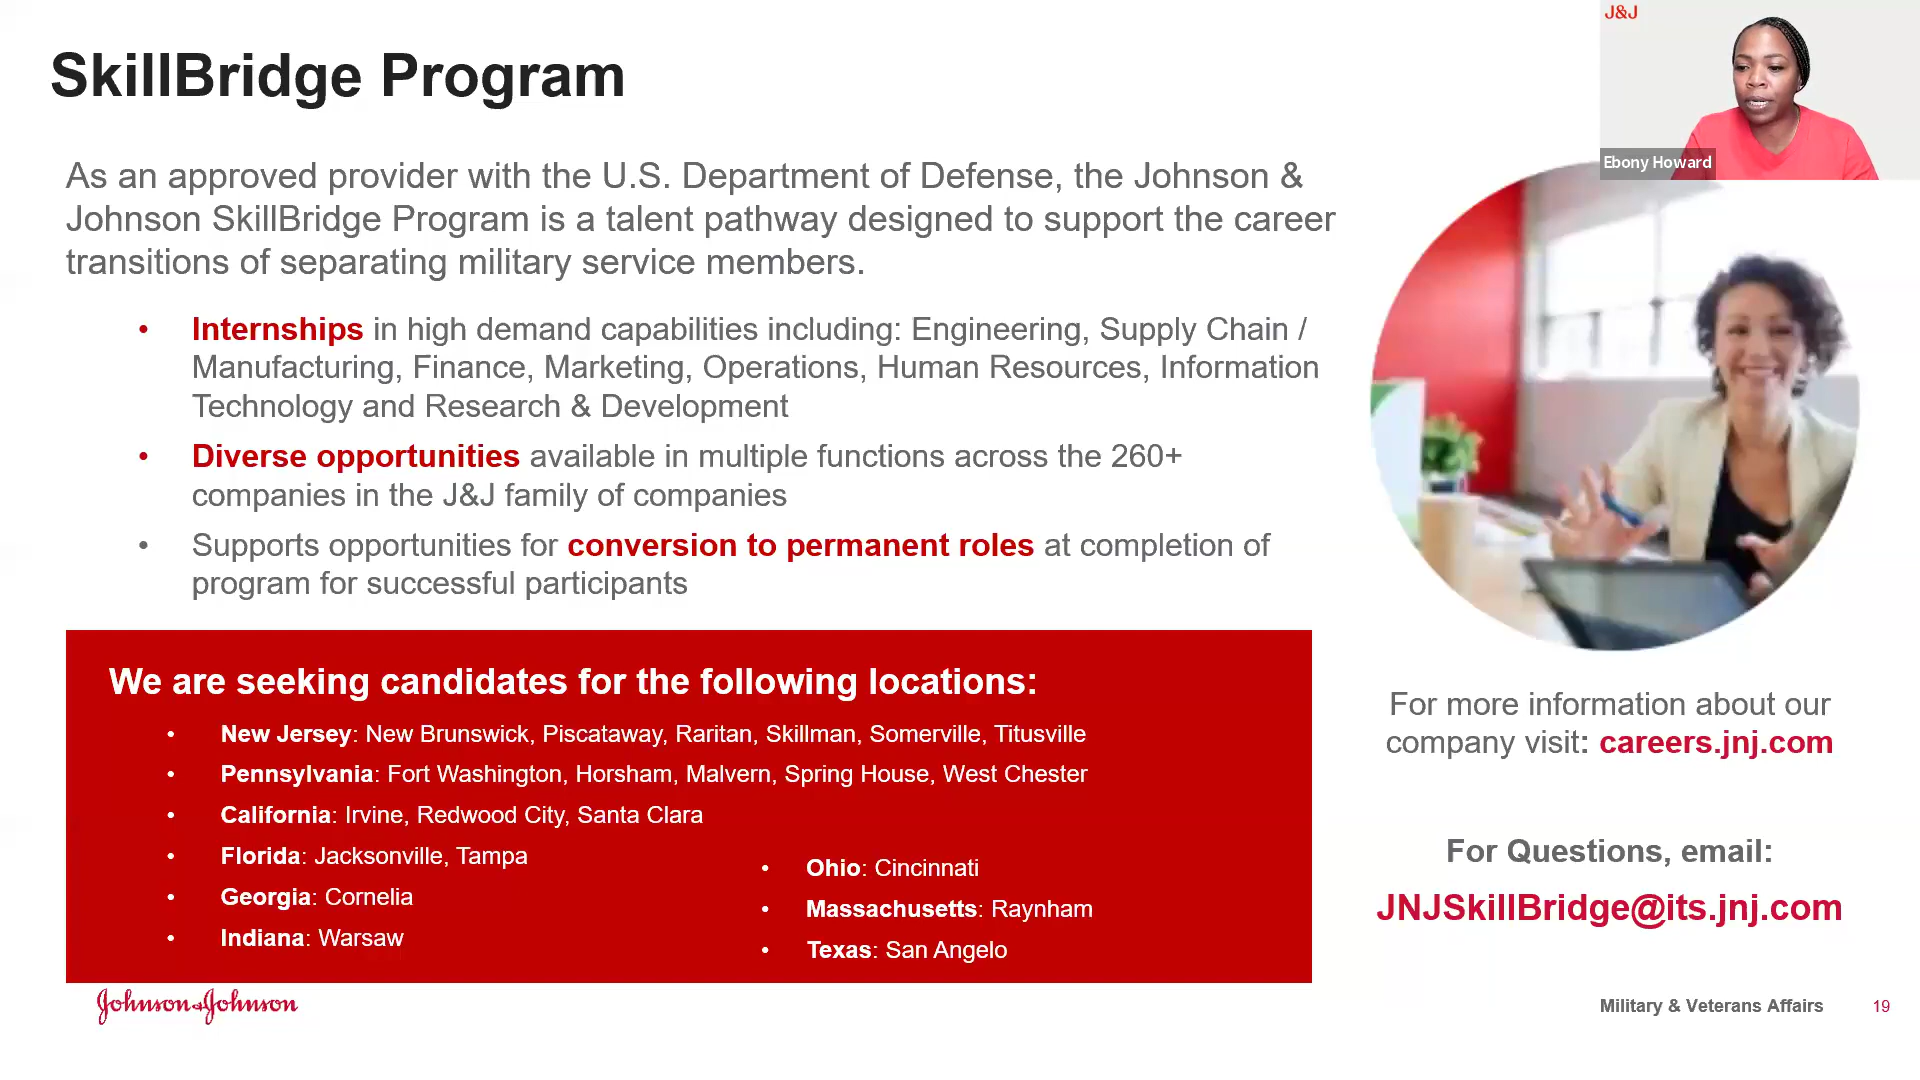 J&J
SkillBridge Program
Ebony Howard
As an approved provider with the U.S. Department of Defense, the Johnson &
Johnson SkillBridge Program is a talent pathway designed to support the career
transitions of separating military service members.
• Internships in high demand capabilities including: Engineering, Supply Chain /
Manufacturing, Finance, Marketing, Operations, Human Resources, Information
Technology and Research & Development
• Diverse opportunities available in multiple functions across the 260+
companies in the J&J family of companies
• Supports opportunities for conversion to permanent roles at completion of
program for successful participants
We are seeking candidates for the following locations:
• New Jersey: New Brunswick, Piscataway, Raritan, Skillman, Somerville, Titusville
• Pennsylvania: Fort Washington, Horsham, Malvern, Spring House, West Chester
• California: Irvine, Redwood City, Santa Clara
• Florida: Jacksonville, Tampa
• Georgia: Cornelia
• Indiana: Warsaw
• Ohio: Cincinnati
• Massachusetts: Raynham
• Texas: San Angelo
For more information about our
company visit: careers.jnj.com
For Questions, email:
JNJSkillBridge@its.jnj.com
Johnson&Johnson
Military & Veterans Affairs
19